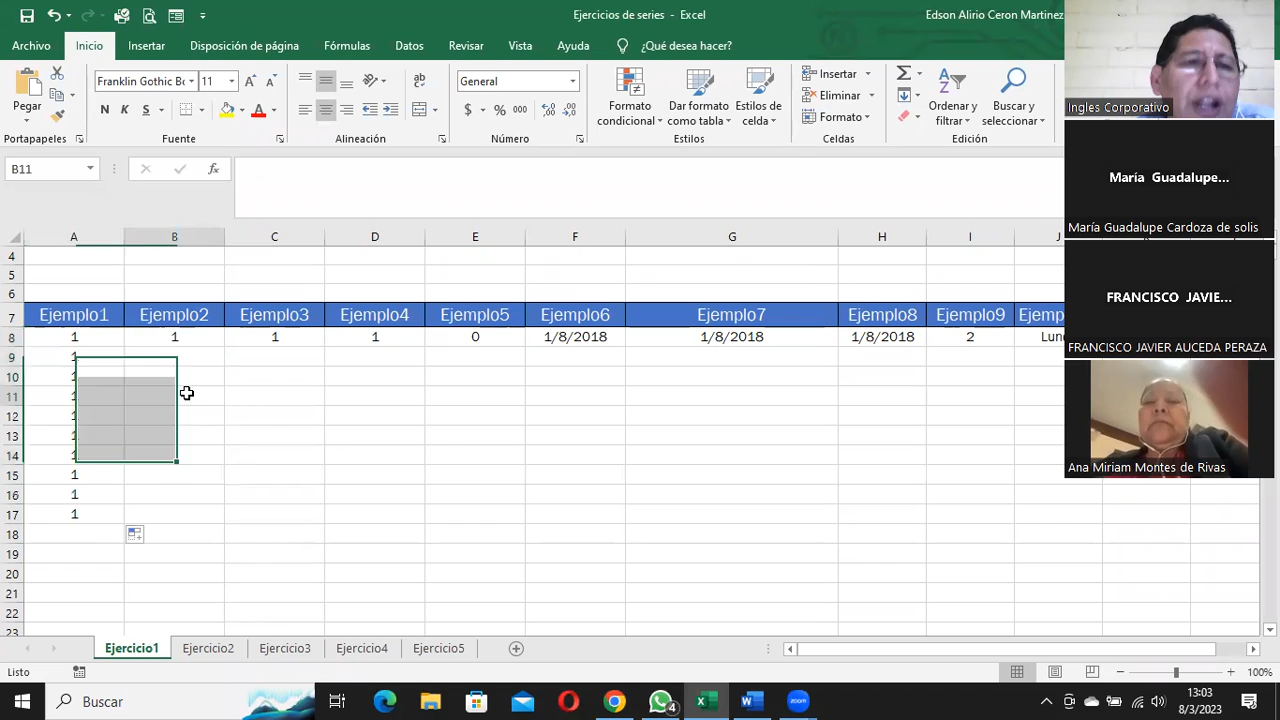 Ejercicios de series - Excel
Edson Alirio Ceron Martinez
Archivo Inicio Insertar Disposición de página Fórmulas Datos Revisar Vista Ayuda ¿Qué desea hacer?
Pegar
Franklin Gothic Bo 11
N K S
General
$ % 000
Formato condicional
Dar formato como tabla
Estilos de celda
Insertar
Eliminar
Formato
Ordenar y filtrar
Buscar y seleccionar
Portapapeles Fuente Alineación Número Estilos Celdas Edición
B11 fx
A B C D E F G H I J
4
5
6
7 Ejemplo1 Ejemplo2 Ejemplo3 Ejemplo4 Ejemplo5 Ejemplo6 Ejemplo7 Ejemplo8 Ejemplo9
8 1 1 1 1 0 1/8/2018 1/8/2018 1/8/2018 2
9 1
10 1
11 1
12 1
13 1
14 1
15 1
16 1
17 1
18
19
20
21
22
23
Ejercicio1 Ejercicio2 Ejercicio3 Ejercicio4 Ejercicio5
Listo
100%
Buscar
4
13:03
8/3/2023
Ingles Corporativo
María Guadalupe...
María Guadalupe Cardoza de solis
FRANCISCO JAVIE...
FRANCISCO JAVIER AUCEDA PERAZA
Ana Miriam Montes de Rivas